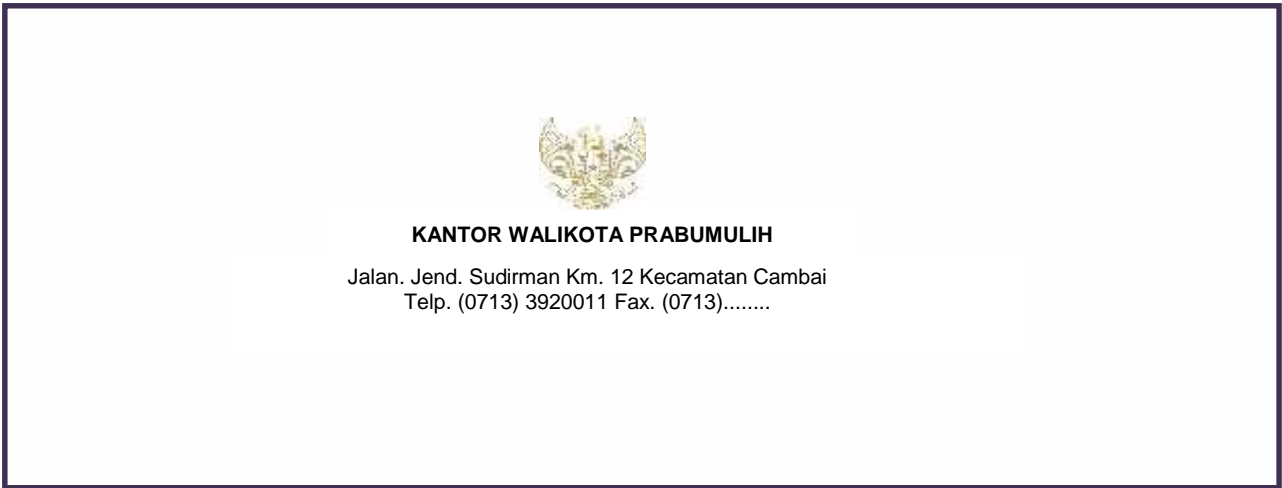 KANTOR WALIKOTA PRABUMULIH
Jalan. Jend. Sudirman Km. 12 Kecamatan Cambai
Telp. (0713) 3920011 Fax. (0713)........